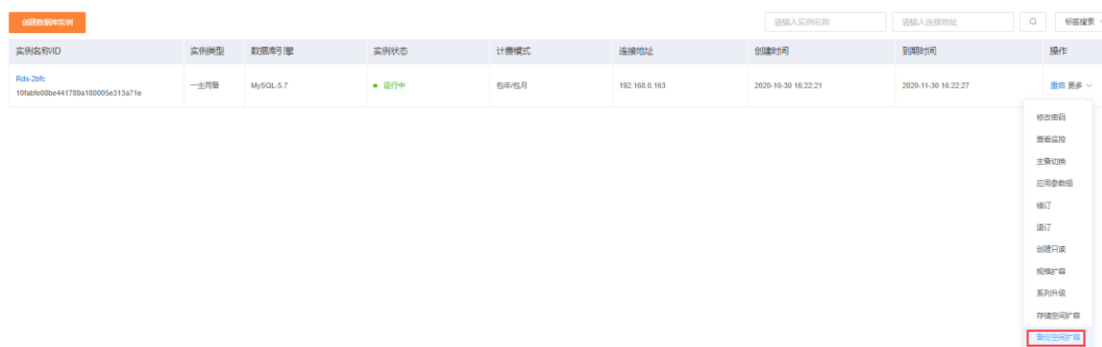 创建数据库实例
请输入实例名称 请输入连接地址 标签搜索
实例名称/ID 实例类型 数据库引擎 实例状态 计费模式 连接地址 创建时间 到期时间 操作
Rds-2bfc
10fabfe08be441789a180005e313a71e
一主两备 MySQL-5.7 运行中 包年/包月 192.168.0.163 2020-10-30 16:22:21 2020-11-30 16:22:27 重启 更多
修改密码
查看监控
主备切换
应用参数组
续订
退订
创建只读
规格扩容
系列升级
存储空间扩容
备份空间扩容